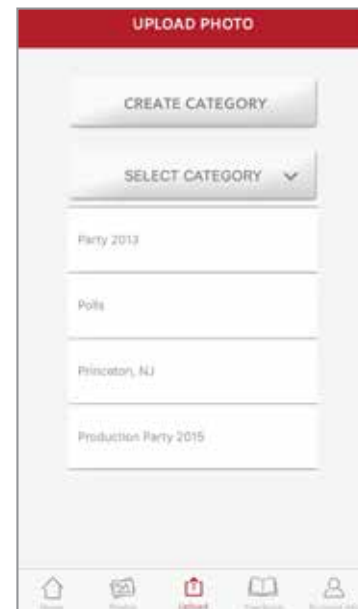 UPLOAD PHOTO
CREATE CATEGORY
SELECT CATEGORY
Party 2013
Polls
Princeton, NJ
Production Party 2015
Upload